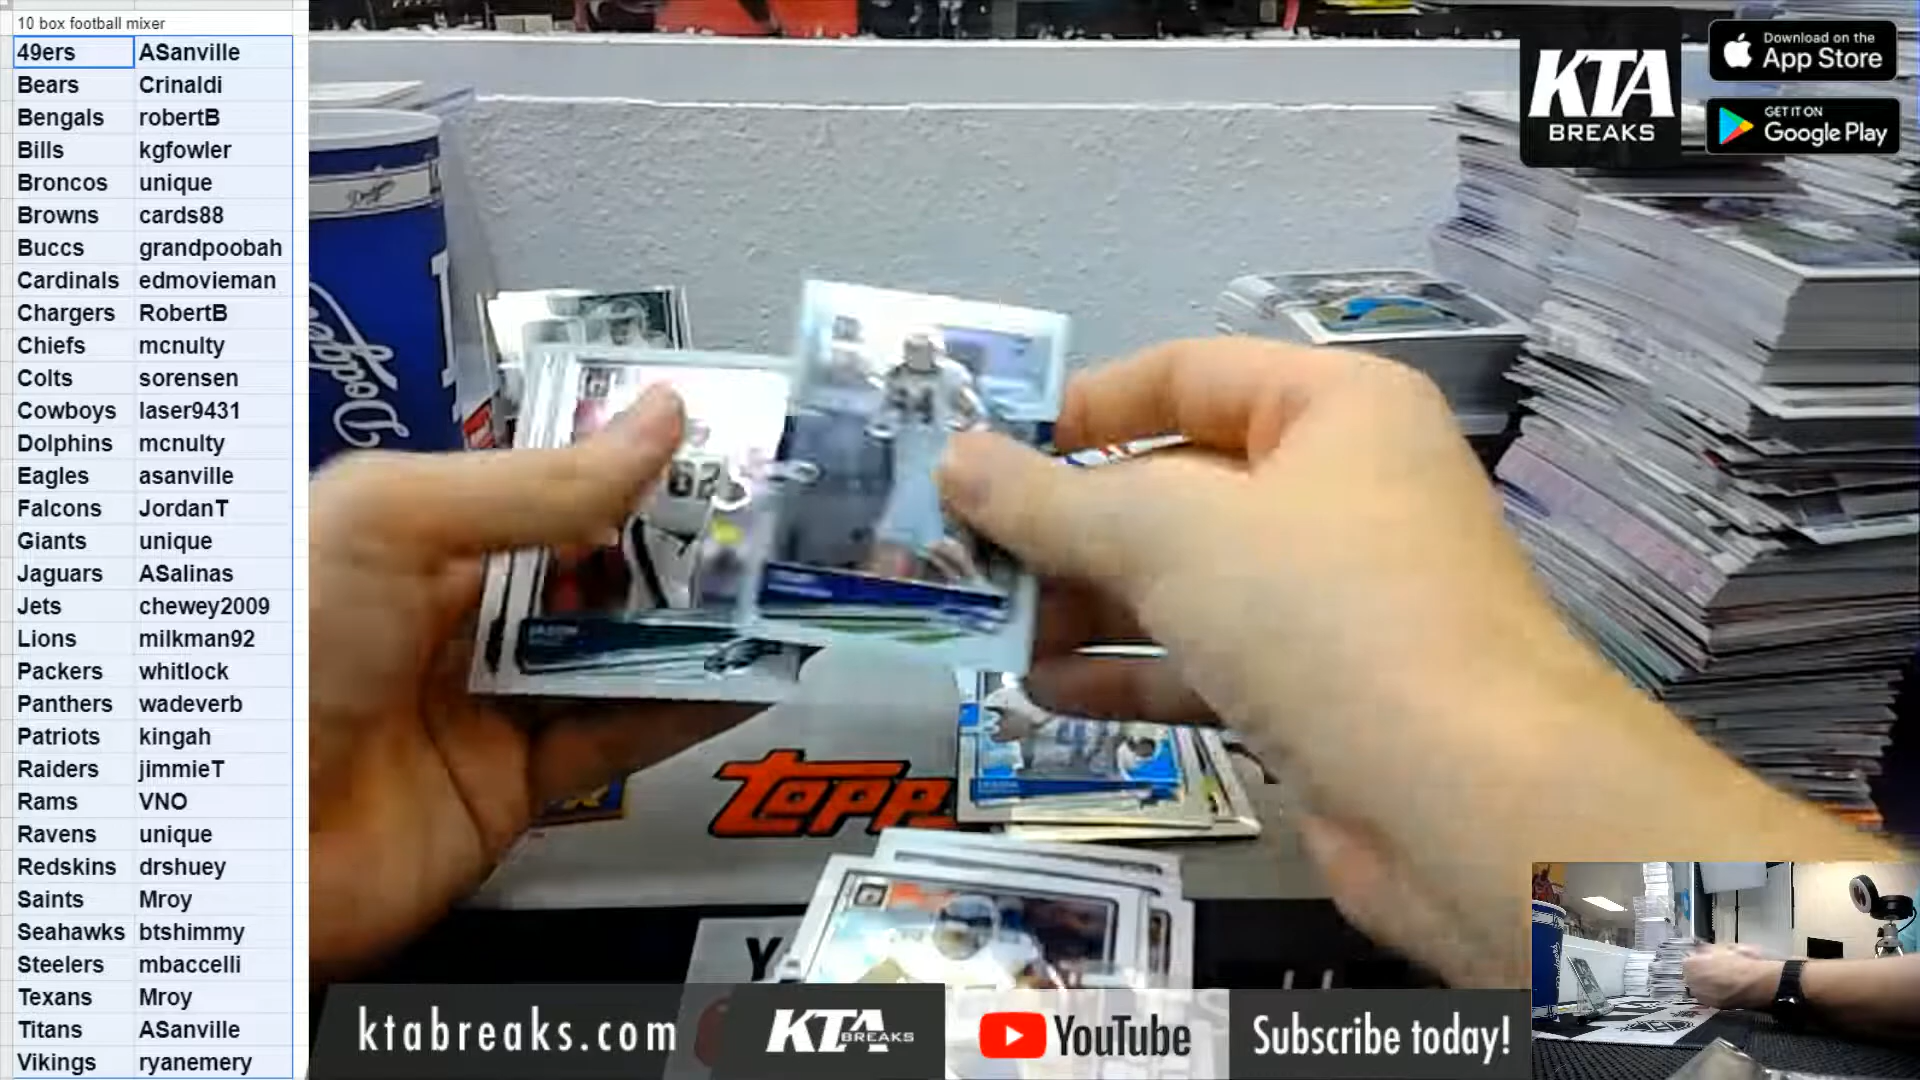 10 box football mixer
49ers ASanville
Bears Crinaldi
Bengals robertB
Bills kgfowler
Broncos unique
Browns cards88
Buccs grandpoobah
Cardinals edmovieman
Chargers RobertB
Chiefs mcnulty
Colts sorensen
Cowboys laser9431
Dolphins mcnulty
Eagles asanville
Falcons JordanT
Giants unique
Jaguars ASalinas
Jets chewey2009
Lions milkman92
Packers whitlock
Panthers wadeverb
Patriots kingah
Raiders jimmieT
Rams VNO
Ravens unique
Redskins drshuey
Saints Mroy
Seahawks btshimmy
Steelers mbaccelli
Texans Mroy
Titans ASanville
Vikings ryanemery
KTA
BREAKS
Download on the
App Store
GET IT ON
Google Play
Dodgers
82
Topps
ktabreaks.com
KTA BREAKS
YouTube
Subscribe today!